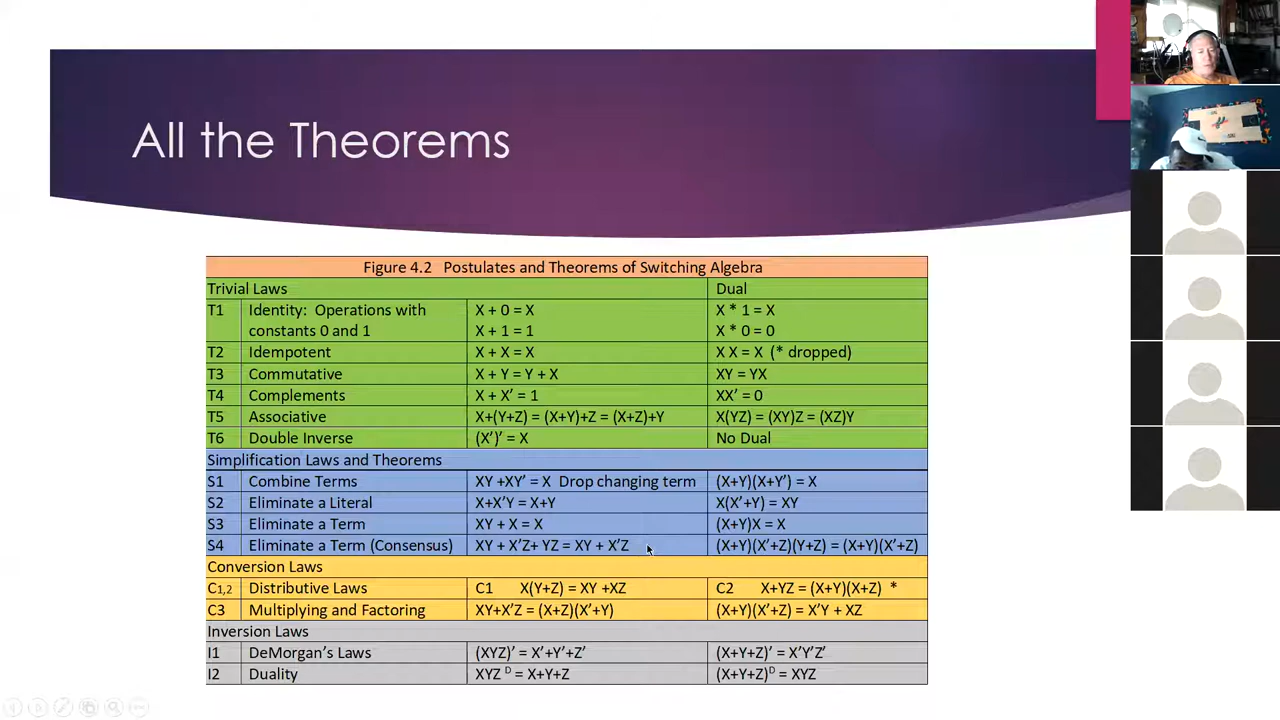 All the Theorems
Figure 4.2 Postulates and Theorems of Switching Algebra
Trivial Laws Dual
T1 Identity: Operations with constants 0 and 1 X + 0 = X X * 1 = X
X + 1 = 1 X * 0 = 0
T2 Idempotent X + X = X X X = X (* dropped)
T3 Commutative X + Y = Y + X XY = YX
T4 Complements X + X’ = 1 XX’ = 0
T5 Associative X+(Y+Z) = (X+Y)+Z = (X+Z)+Y X(YZ) = (XY)Z = (XZ)Y
T6 Double Inverse (X’)’ = X No Dual
Simplification Laws and Theorems
S1 Combine Terms XY +XY’ = X Drop changing term (X+Y)(X+Y’) = X
S2 Eliminate a Literal X+X’Y = X+Y X(X’+Y) = XY
S3 Eliminate a Term XY + X = X (X+Y)X = X
S4 Eliminate a Term (Consensus) XY + X’Z+ YZ = XY + X’Z (X+Y)(X’+Z)(Y+Z) = (X+Y)(X’+Z)
Conversion Laws
C1,2 Distributive Laws C1 X(Y+Z) = XY +XZ C2 X+YZ = (X+Y)(X+Z) *
C3 Multiplying and Factoring XY+X’Z = (X+Z)(X’+Y) (X+Y)(X’+Z) = X’Y + XZ
Inversion Laws
I1 DeMorgan’s Laws (XYZ)’ = X’+Y’+Z’ (X+Y+Z)’ = X’Y’Z’
I2 Duality XYZ ᴰ = X+Y+Z (X+Y+Z)ᴰ = XYZ